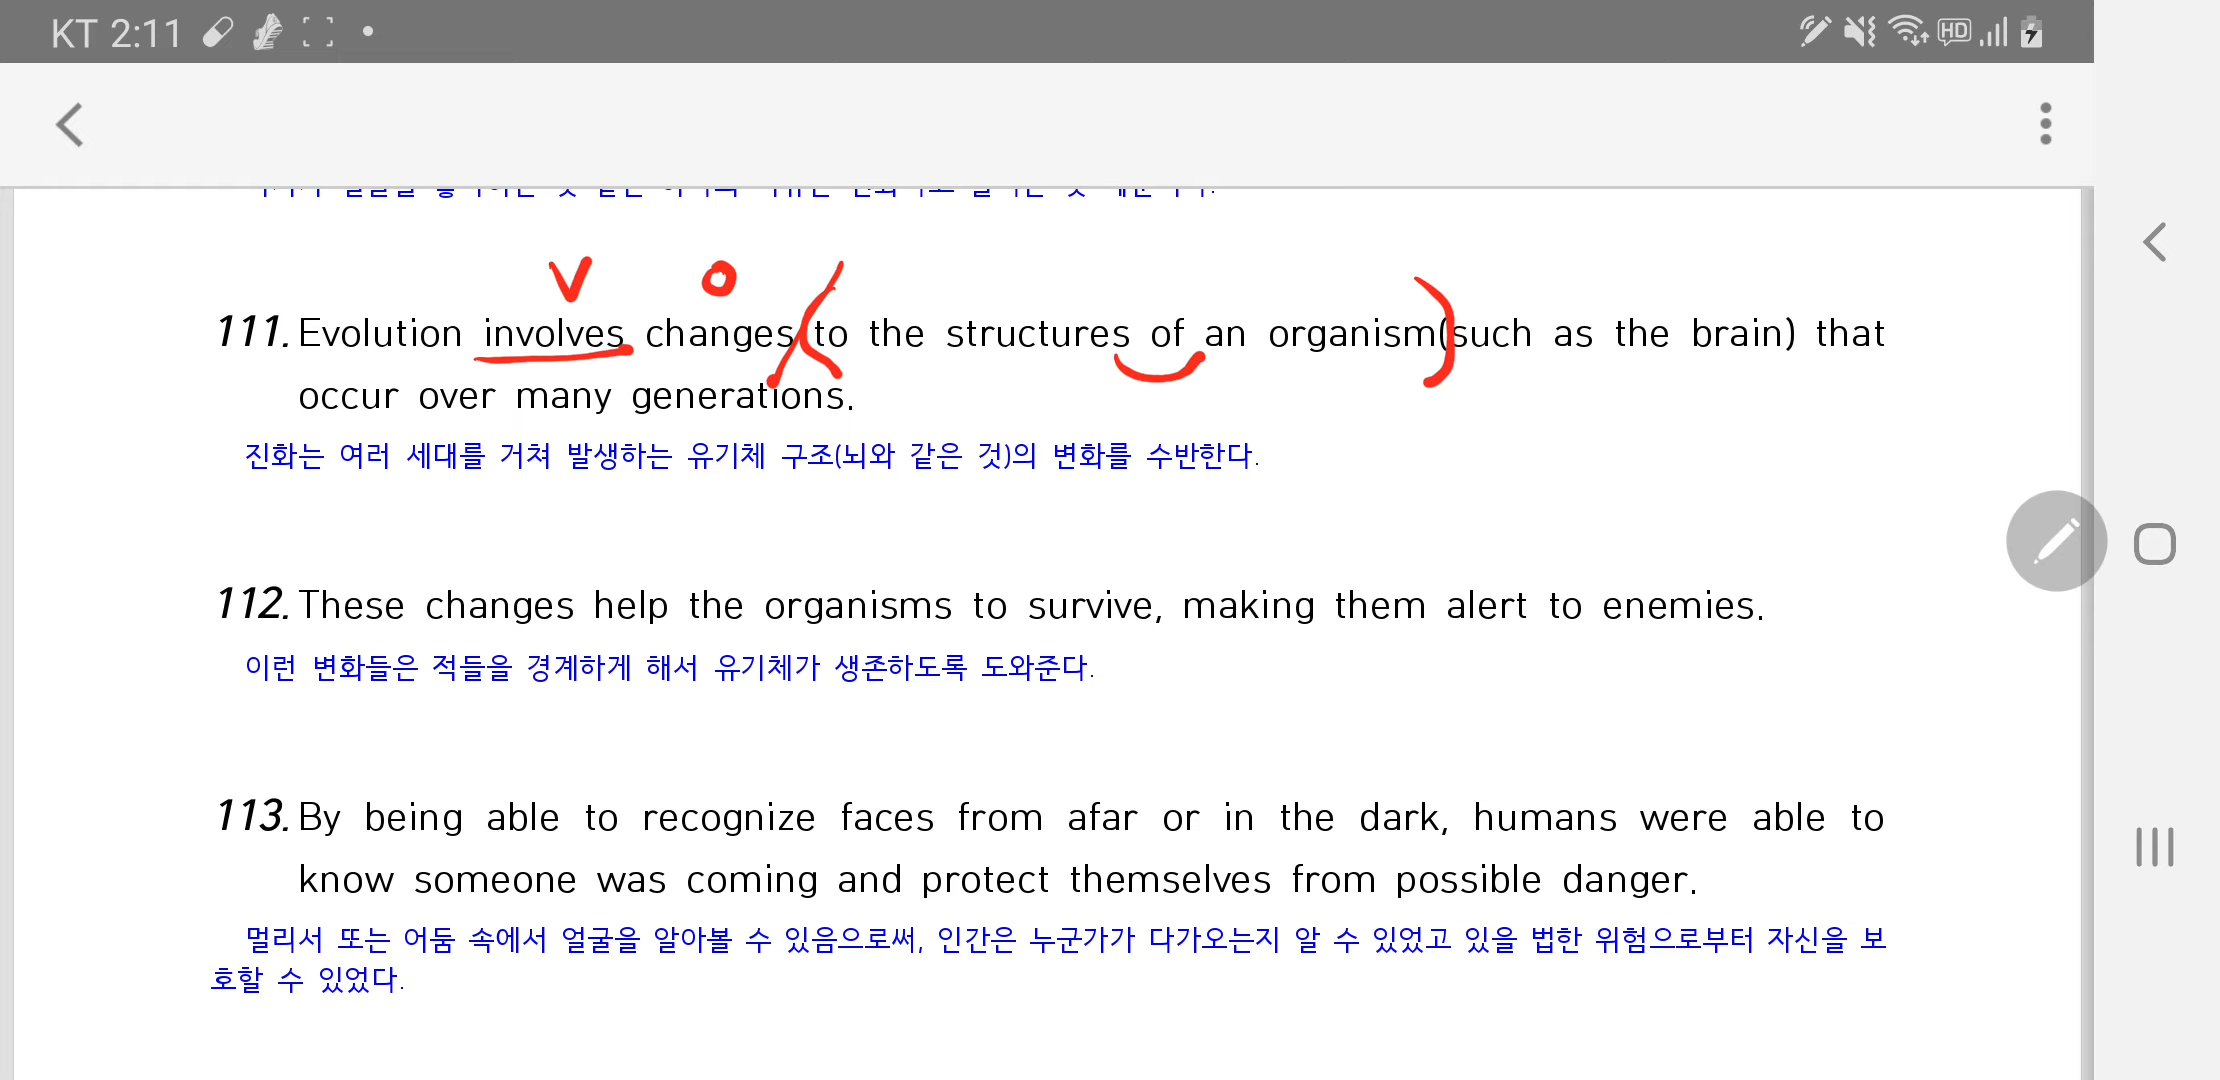 KT 2:11
HD
V O
111. Evolution involves changes to the structures of an organism(such as the brain) that
occur over many generations.
진화는 여러 세대를 거쳐 발생하는 유기체 구조(뇌와 같은 것)의 변화를 수반한다.
112. These changes help the organisms to survive, making them alert to enemies.
이런 변화들은 적들을 경계하게 해서 유기체가 생존하도록 도와준다.
113. By being able to recognize faces from afar or in the dark, humans were able to
know someone was coming and protect themselves from possible danger.
멀리서 또는 어둠 속에서 얼굴을 알아볼 수 있음으로써, 인간은 누군가가 다가오는지 알 수 있었고 있을 법한 위험으로부터 자신을 보
호할 수 있었다.